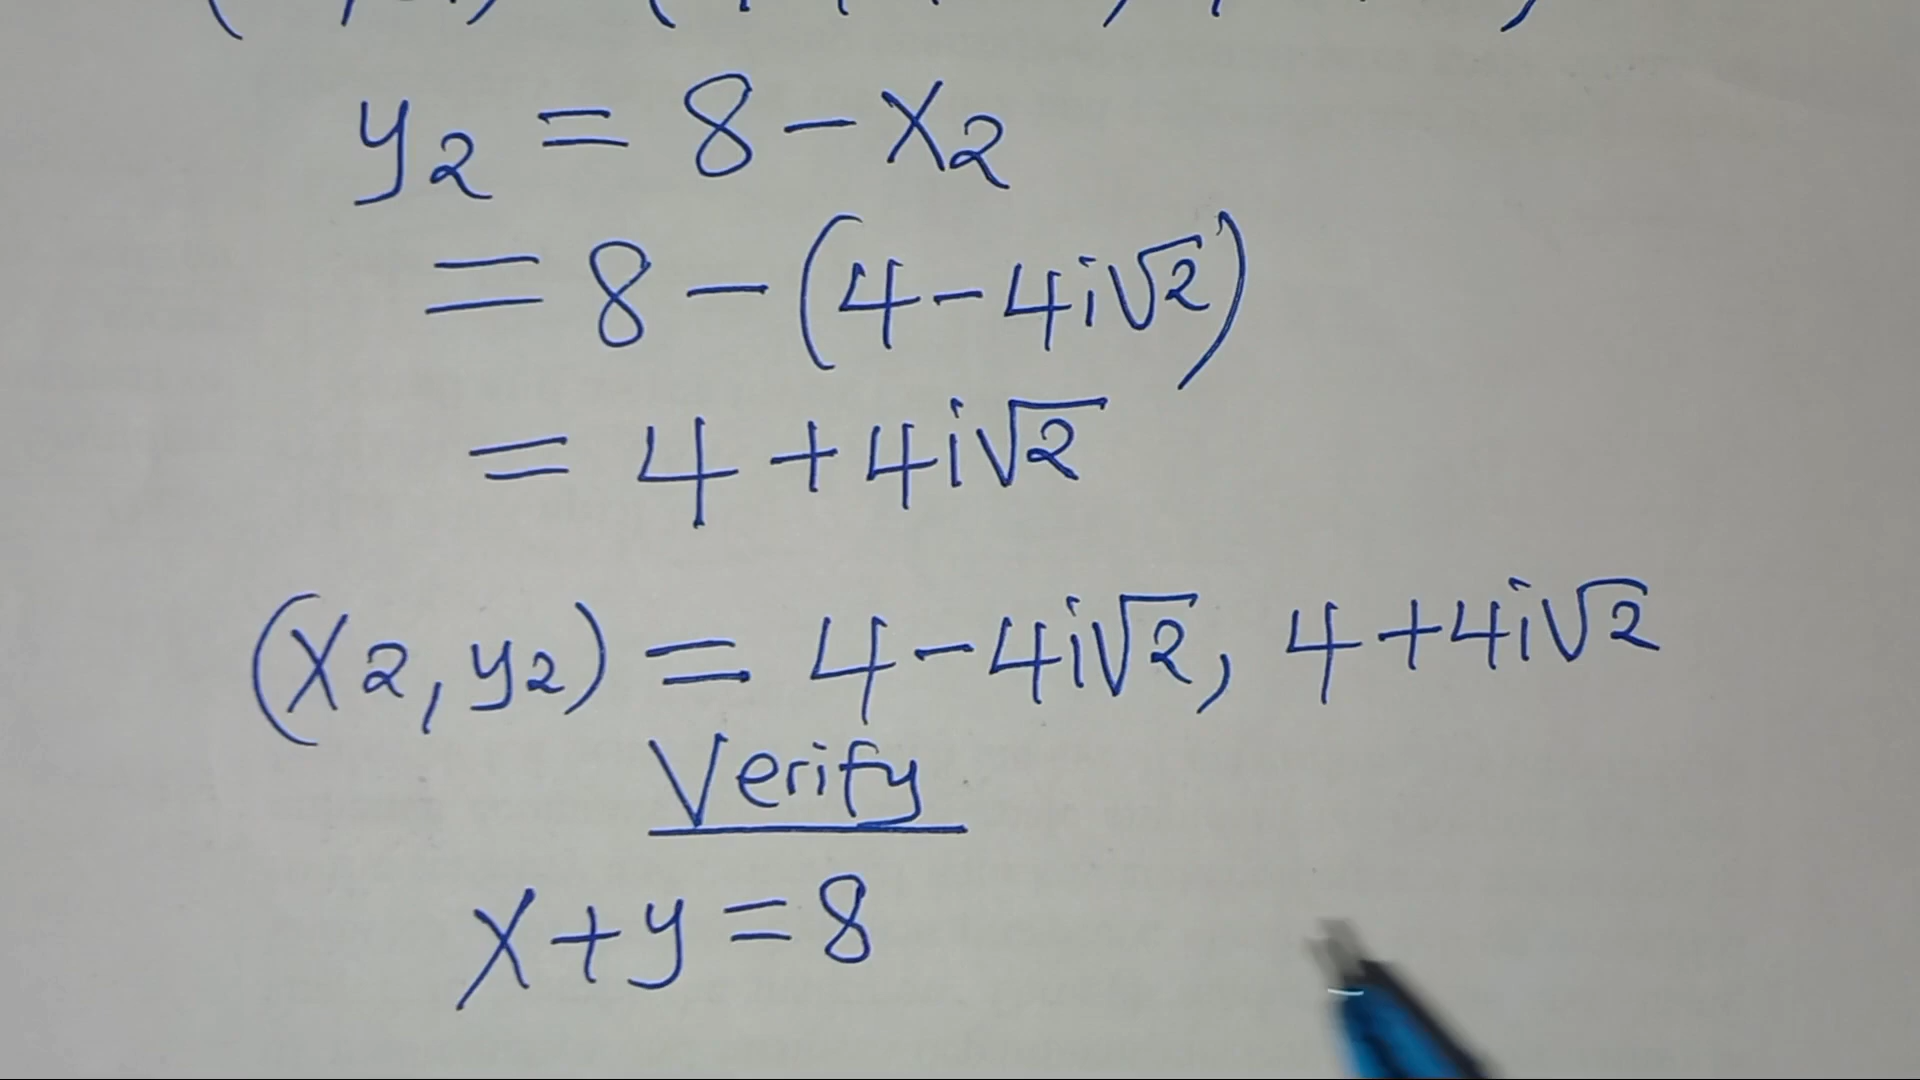 y₂ = 8 - x₂
= 8 - (4 - 4i√2)
= 4 + 4i√2
(x₂, y₂) = 4 - 4i√2, 4 + 4i√2
Verify
x + y = 8